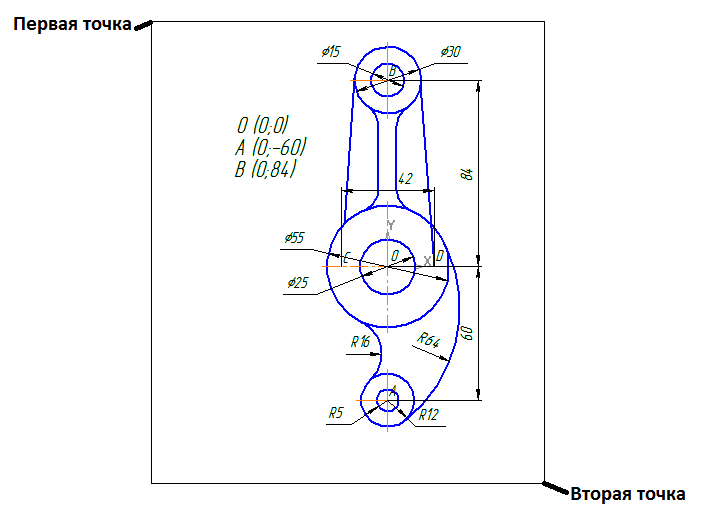 Первая точка
ϕ15
B
ϕ30
O (0;0)
A (0;-60)
B (0;84)
84
42
ϕ55
Y
C
O
X
D
ϕ25
60
R16
R64
A
R5
R12
Вторая точка